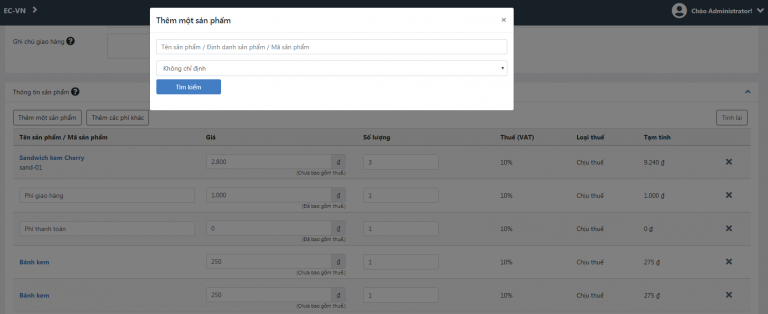 EC-VN
Chào Administrator!
Thêm một sản phẩm
×
Tên sản phẩm / Định danh sản phẩm / Mã sản phẩm
Không chỉ định
Tìm kiếm
Ghi chú giao hàng
Thông tin sản phẩm
Thêm một sản phẩm Thêm các phí khác Tính lại
Tên sản phẩm / Mã sản phẩm Giá Số lượng Thuế (VAT) Loại thuế Tạm tính
Sandwich kem Cherry 2.800 ₫ 3 10% Chịu thuế 9.240 ₫
sand-01
(Chưa bao gồm thuế)
Phí giao hàng 1.000 ₫ 1 10% Chịu thuế 1.000 ₫
(Đã bao gồm thuế)
Phí thanh toán 0 ₫ 1 10% Chịu thuế 0 ₫
(Đã bao gồm thuế)
Bánh kem 250 ₫ 1 10% Chịu thuế 275 ₫
(Chưa bao gồm thuế)
Bánh kem 250 ₫ 1 10% Chịu thuế 275 ₫
(Chưa bao gồm thuế)